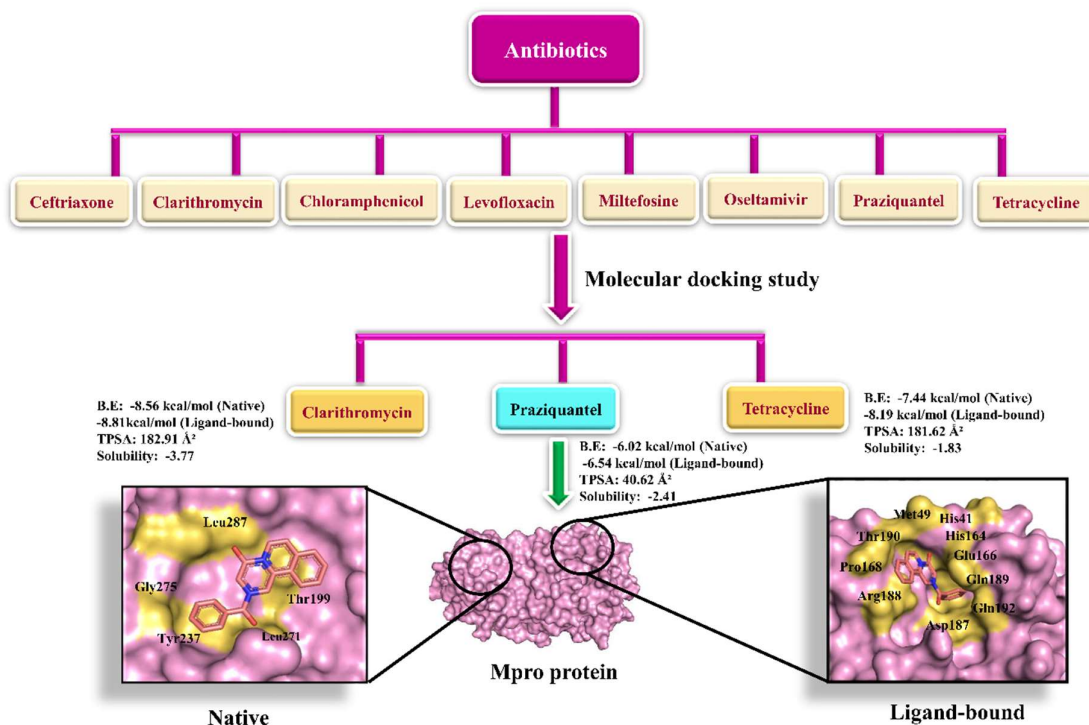 Antibiotics
Ceftriaxone
Clarithromycin
Chloramphenicol
Levofloxacin
Miltefosine
Oseltamivir
Praziquantel
Tetracycline
Molecular docking study
B.E: -8.56 kcal/mol (Native)
-8.81kcal/mol (Ligand-bound)
TPSA: 182.91 Å²
Solubility: -3.77
Clarithromycin
Praziquantel
Tetracycline
B.E: -7.44 kcal/mol (Native)
-8.19 kcal/mol (Ligand-bound)
TPSA: 181.62 Å²
Solubility: -1.83
B.E: -6.02 kcal/mol (Native)
-6.54 kcal/mol (Ligand-bound)
TPSA: 40.62 Å²
Solubility: -2.41
Leu287
Gly275
Thr199
Tyr237
Leu271
Native
Mpro protein
Met49
His41
Thr190
His164
Pro168
Glu166
Gln189
Arg188
Gln192
Asp187
Ligand-bound